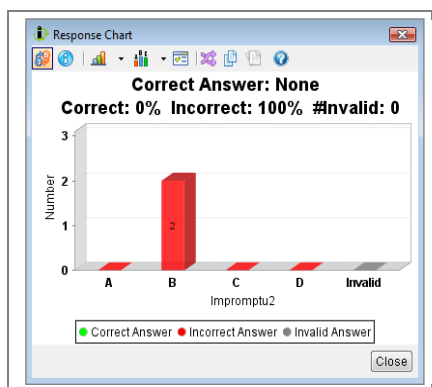 Response Chart
Correct Answer: None
Correct: 0% Incorrect: 100% #Invalid: 0
Number
3
2
1
0
2
A B C D Invalid
Impromptu2
Correct Answer Incorrect Answer Invalid Answer
Close